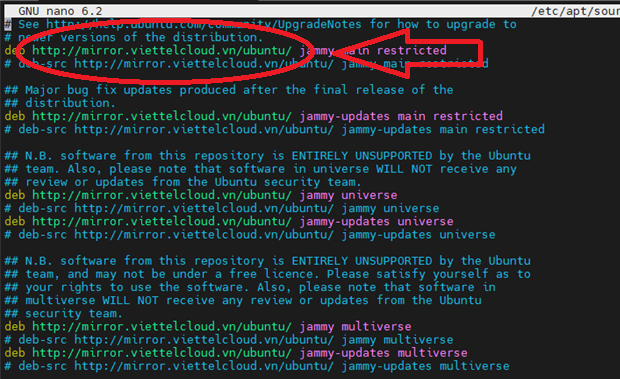 GNU nano 6.2 /etc/apt/sour
# See http://help.ubuntu.com/community/UpgradeNotes for how to upgrade to
# newer versions of the distribution.
deb http://mirror.viettelcloud.vn/ubuntu/ jammy main restricted
# deb-src http://mirror.viettelcloud.vn/ubuntu/ jammy main restricted
## Major bug fix updates produced after the final release of the
## distribution.
deb http://mirror.viettelcloud.vn/ubuntu/ jammy-updates main restricted
# deb-src http://mirror.viettelcloud.vn/ubuntu/ jammy-updates main restricted
## N.B. software from this repository is ENTIRELY UNSUPPORTED by the Ubuntu
## team. Also, please note that software in universe WILL NOT receive any
## review or updates from the Ubuntu security team.
deb http://mirror.viettelcloud.vn/ubuntu/ jammy universe
# deb-src http://mirror.viettelcloud.vn/ubuntu/ jammy universe
deb http://mirror.viettelcloud.vn/ubuntu/ jammy-updates universe
# deb-src http://mirror.viettelcloud.vn/ubuntu/ jammy-updates universe
## N.B. software from this repository is ENTIRELY UNSUPPORTED by the Ubuntu
## team, and may not be under a free licence. Please satisfy yourself as to
## your rights to use the software. Also, please note that software in
## multiverse WILL NOT receive any review or updates from the Ubuntu
## security team.
deb http://mirror.viettelcloud.vn/ubuntu/ jammy multiverse
# deb-src http://mirror.viettelcloud.vn/ubuntu/ jammy multiverse
deb http://mirror.viettelcloud.vn/ubuntu/ jammy-updates multiverse
# deb-src http://mirror.viettelcloud.vn/ubuntu/ jammy-updates multiverse